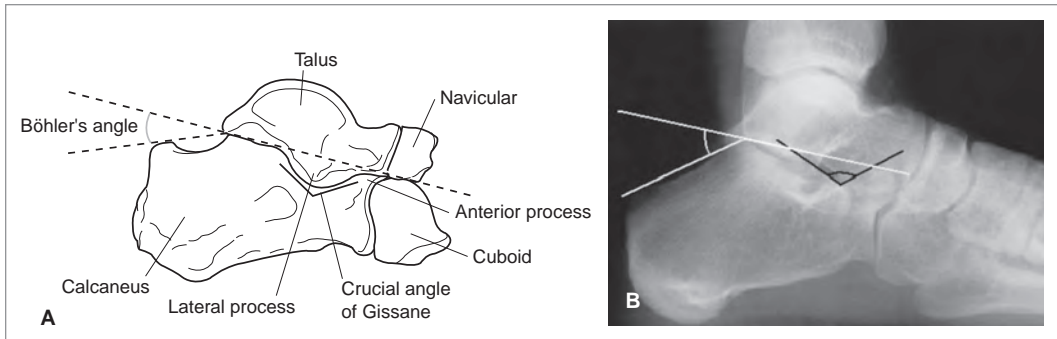 Talus
Navicular
Böhler's angle
Anterior process
Cuboid
Calcaneus
Lateral process
Crucial angle
of Gissane
A
B